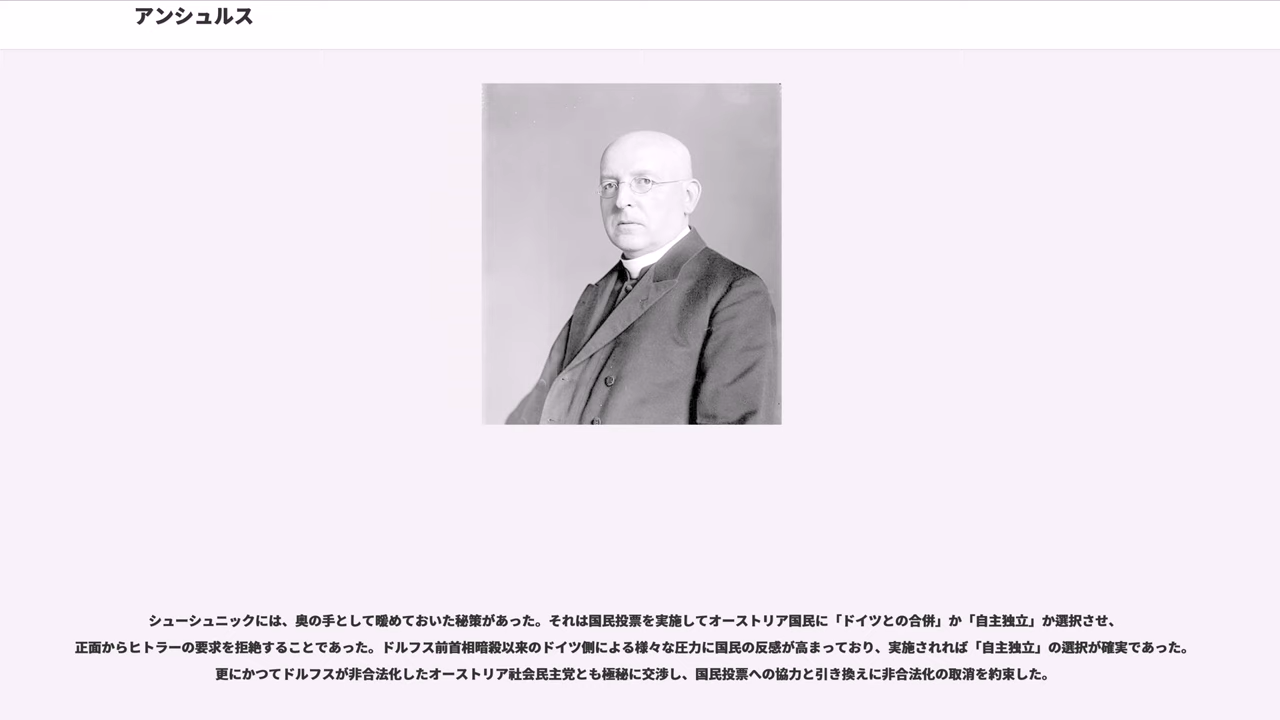 アンシュルス
シューシュニックには、奥の手として暖めておいた秘策があった。それは国民投票を実施してオーストリア国民に「ドイツとの合併」か「自主独立」か選択させ、
正面からヒトラーの要求を拒絶することであった。ドルフス前首相暗殺以来のドイツ側による様々な圧力に国民の反感が高まっており、実施されれば「自主独立」の選択が確実であった。
更にかつてドルフスが非合法化したオーストリア社会民主党とも極秘に交渉し、国民投票への協力と引き換えに非合法化の取消を約束した。